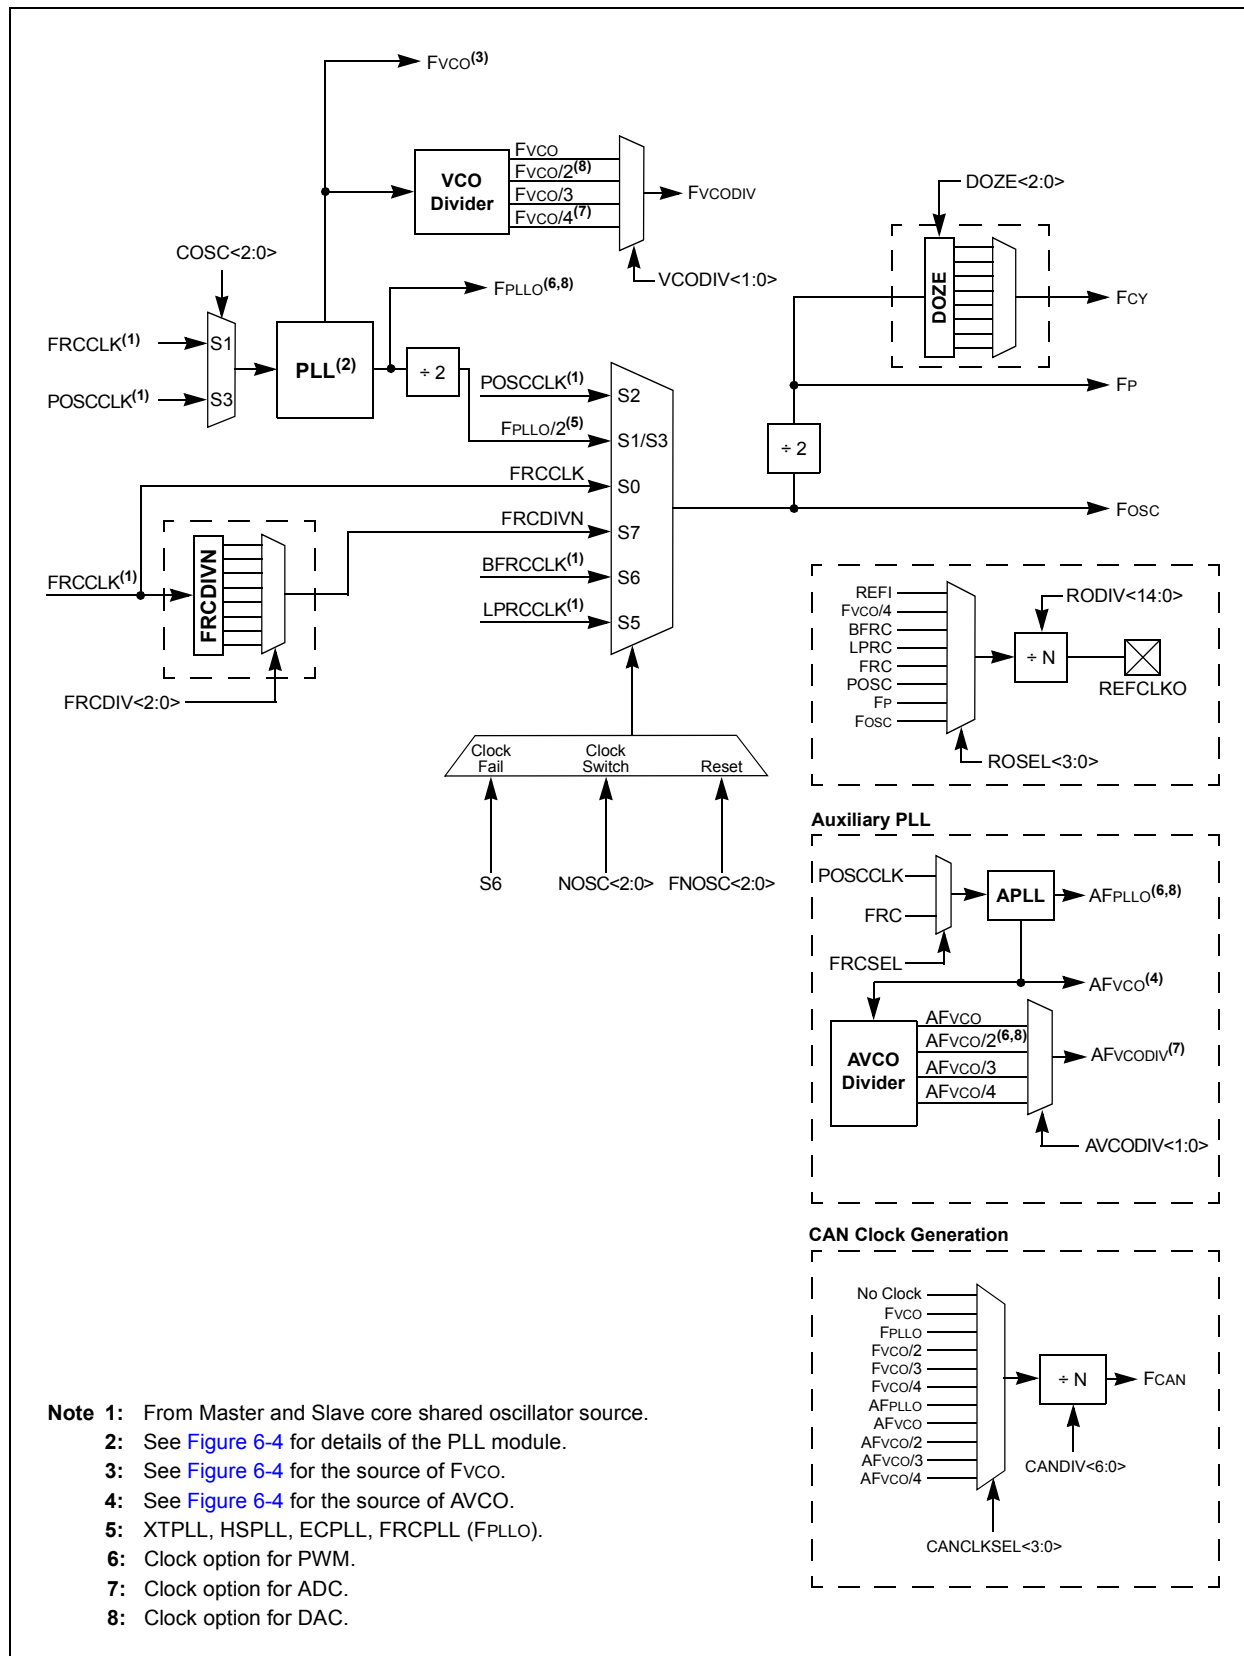 FVCO(3)
FVCO
FVCO/2(8)
FVCO/3
FVCO/4(7)
VCO
Divider
FVCODIV
VCODIV<1:0>
DOZE<2:0>
DOZE
FCY
FP
÷ 2
FOSC
COSC<2:0>
FRCCLK(1)
S1
POSCCLK(1)
S3
PLL(2)
FPLLO(6,8)
÷ 2
POSCCLK(1)
S2
FPLLO/2(5)
S1/S3
FRCCLK
S0
FRCDIVN
S7
BFRCCLK(1)
S6
LPRCCLK(1)
S5
FRCCLK(1)
FRCDIVN
FRCDIV<2:0>
Clock
Fail
Clock
Switch
Reset
S6
NOSC<2:0>
FNOSC<2:0>
REFI
FVCO/4
BFRC
LPRC
FRC
POSC
FP
FOSC
RODIV<14:0>
÷ N
REFCLKO
ROSEL<3:0>
Auxiliary PLL
POSCCLK
FRC
FRCSEL
APLL
AFPLLO(6,8)
AFVCO(4)
AVCO
Divider
AFVCO
AFVCO/2(6,8)
AFVCO/3
AFVCO/4
AFVCODIV(7)
AVCODIV<1:0>
CAN Clock Generation
No Clock
FVCO
FPLLO
FVCO/2
FVCO/3
FVCO/4
AFPLLO
AFVCO
AFVCO/2
AFVCO/3
AFVCO/4
÷ N
FCAN
CANDIV<6:0>
CANCLKSEL<3:0>
Note 1: From Master and Slave core shared oscillator source.
2: See Figure 6-4 for details of the PLL module.
3: See Figure 6-4 for the source of FVCO.
4: See Figure 6-4 for the source of AVCO.
5: XTPLL, HSPLL, ECPLL, FRCPLL (FPLLO).
6: Clock option for PWM.
7: Clock option for ADC.
8: Clock option for DAC.